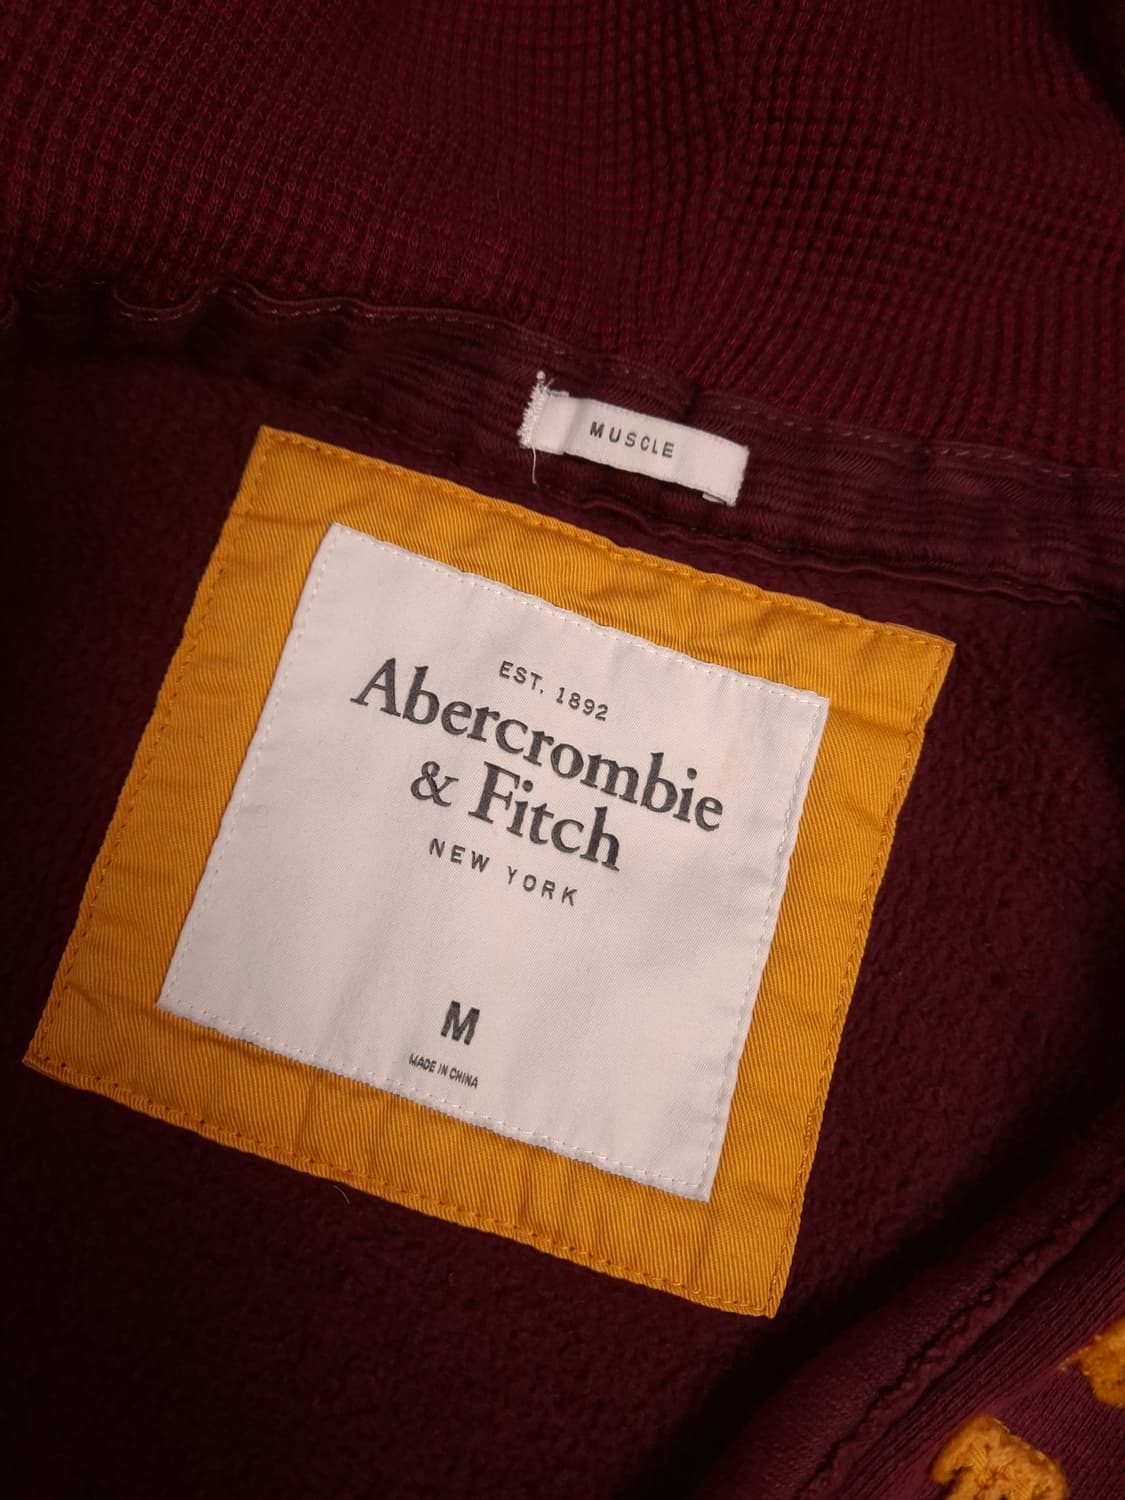 MUSCLE
EST. 1892
Abercrombie
& Fitch
NEW YORK
M
MADE IN CHINA